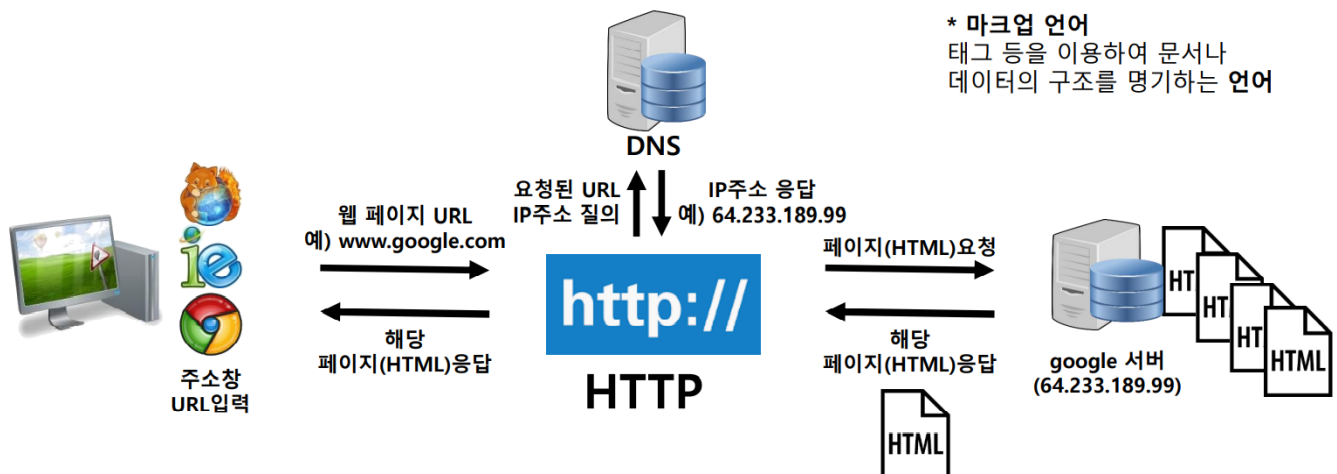 * 마크업 언어
태그 등을 이용하여 문서나
데이터의 구조를 명기하는 언어
DNS
요청된 URL
IP주소 질의
IP주소 응답
예) 64.233.189.99
웹 페이지 URL
예) www.google.com
페이지(HTML)요청
http://
HTTP
해당
페이지(HTML)응답
해당
페이지(HTML)응답
HTML
주소창
URL입력
google 서버
(64.233.189.99)
HT
HT
HT
HTML